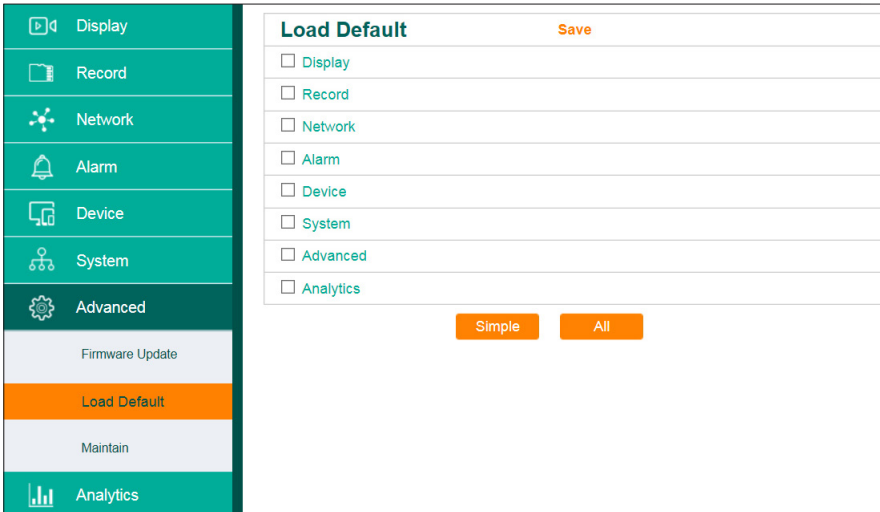 Display
Record
Network
Alarm
Device
System
Advanced
Firmware Update
Load Default
Maintain
Analytics
Load Default Save
Display
Record
Network
Alarm
Device
System
Advanced
Analytics
Simple All